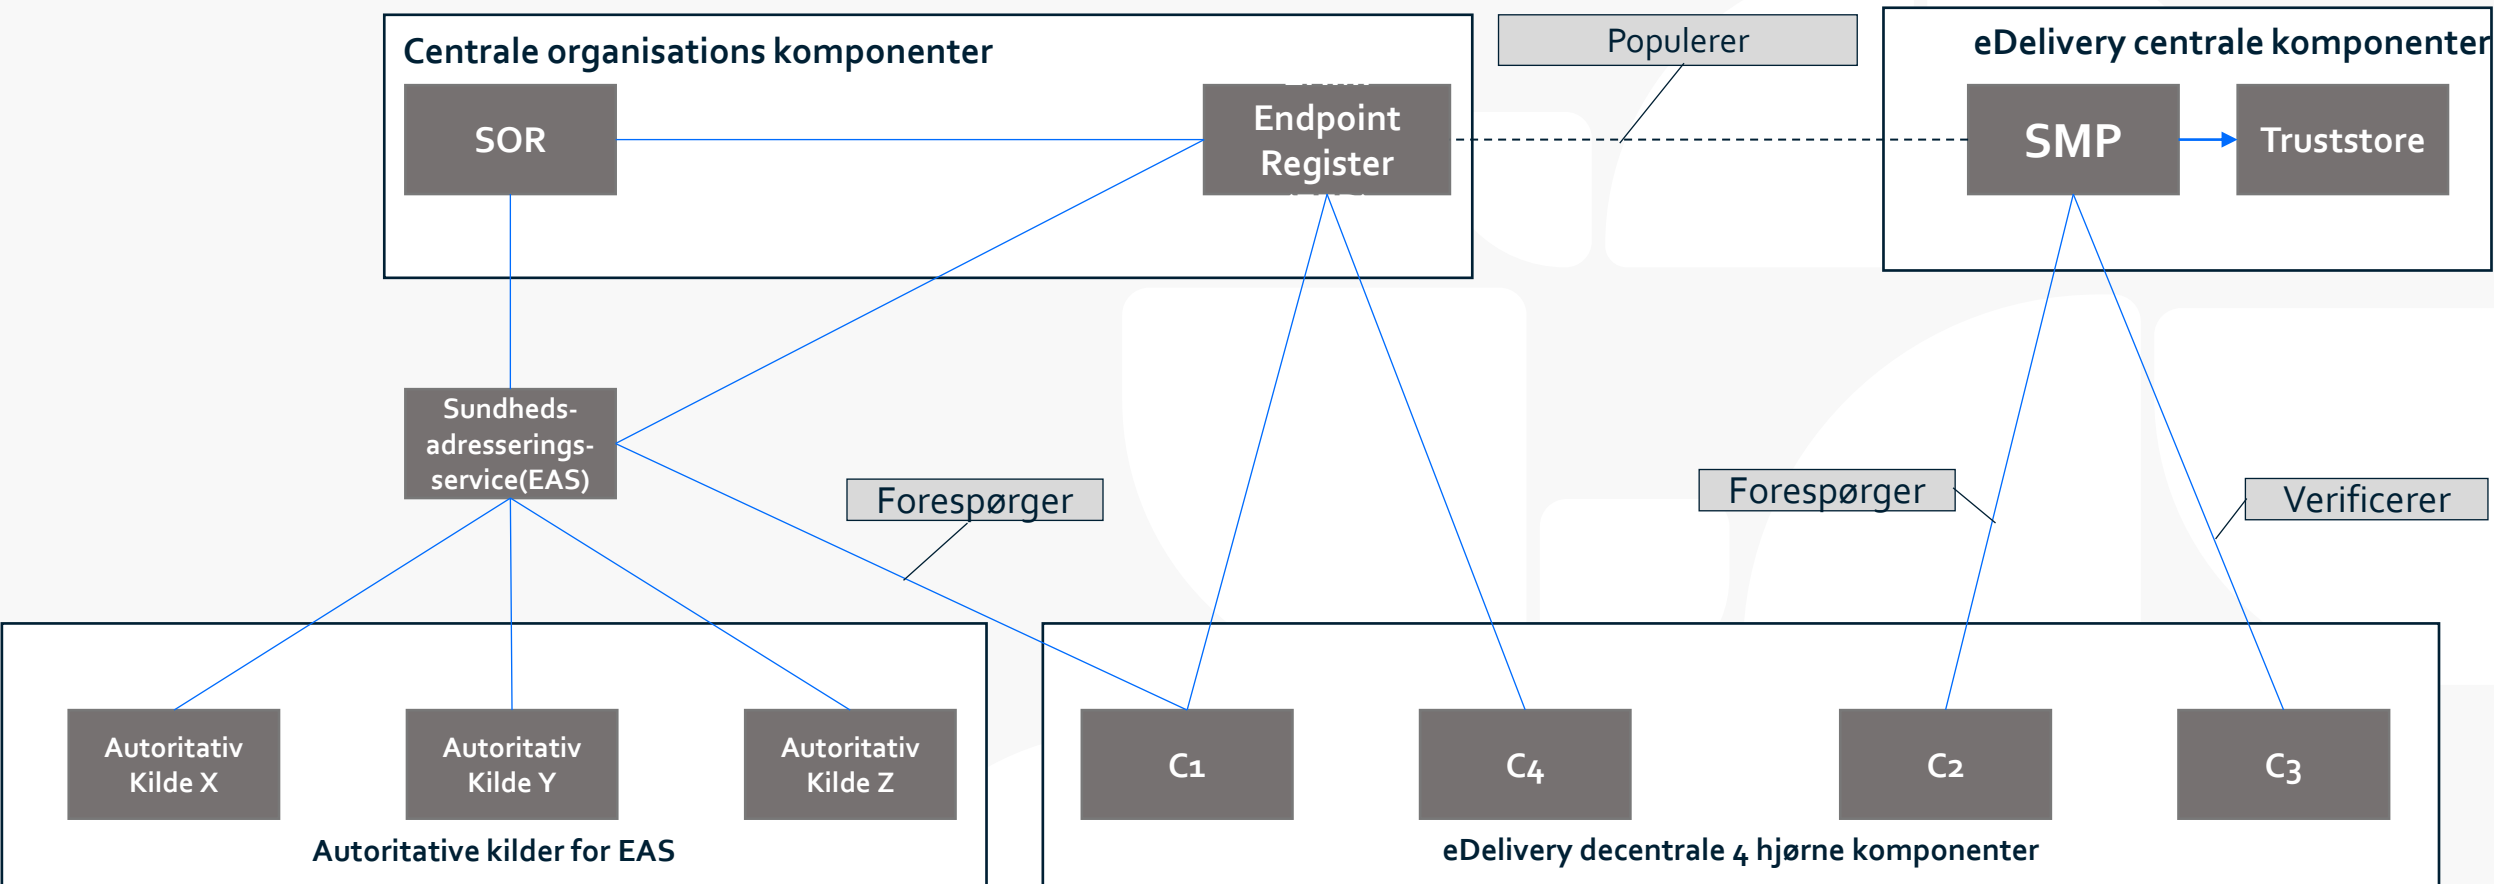 Centrale organisations komponenter
Populerer
eDelivery centrale komponenter
SOR
Endpoint
Register
SMP
Truststore
Sundheds-
adresserings-
service(EAS)
Forespørger
Forespørger
Verificerer
Autoritativ
Kilde X
Autoritativ
Kilde Y
Autoritativ
Kilde Z
Autoritative kilder for EAS
C1
C4
C2
C3
eDelivery decentrale 4 hjørne komponenter